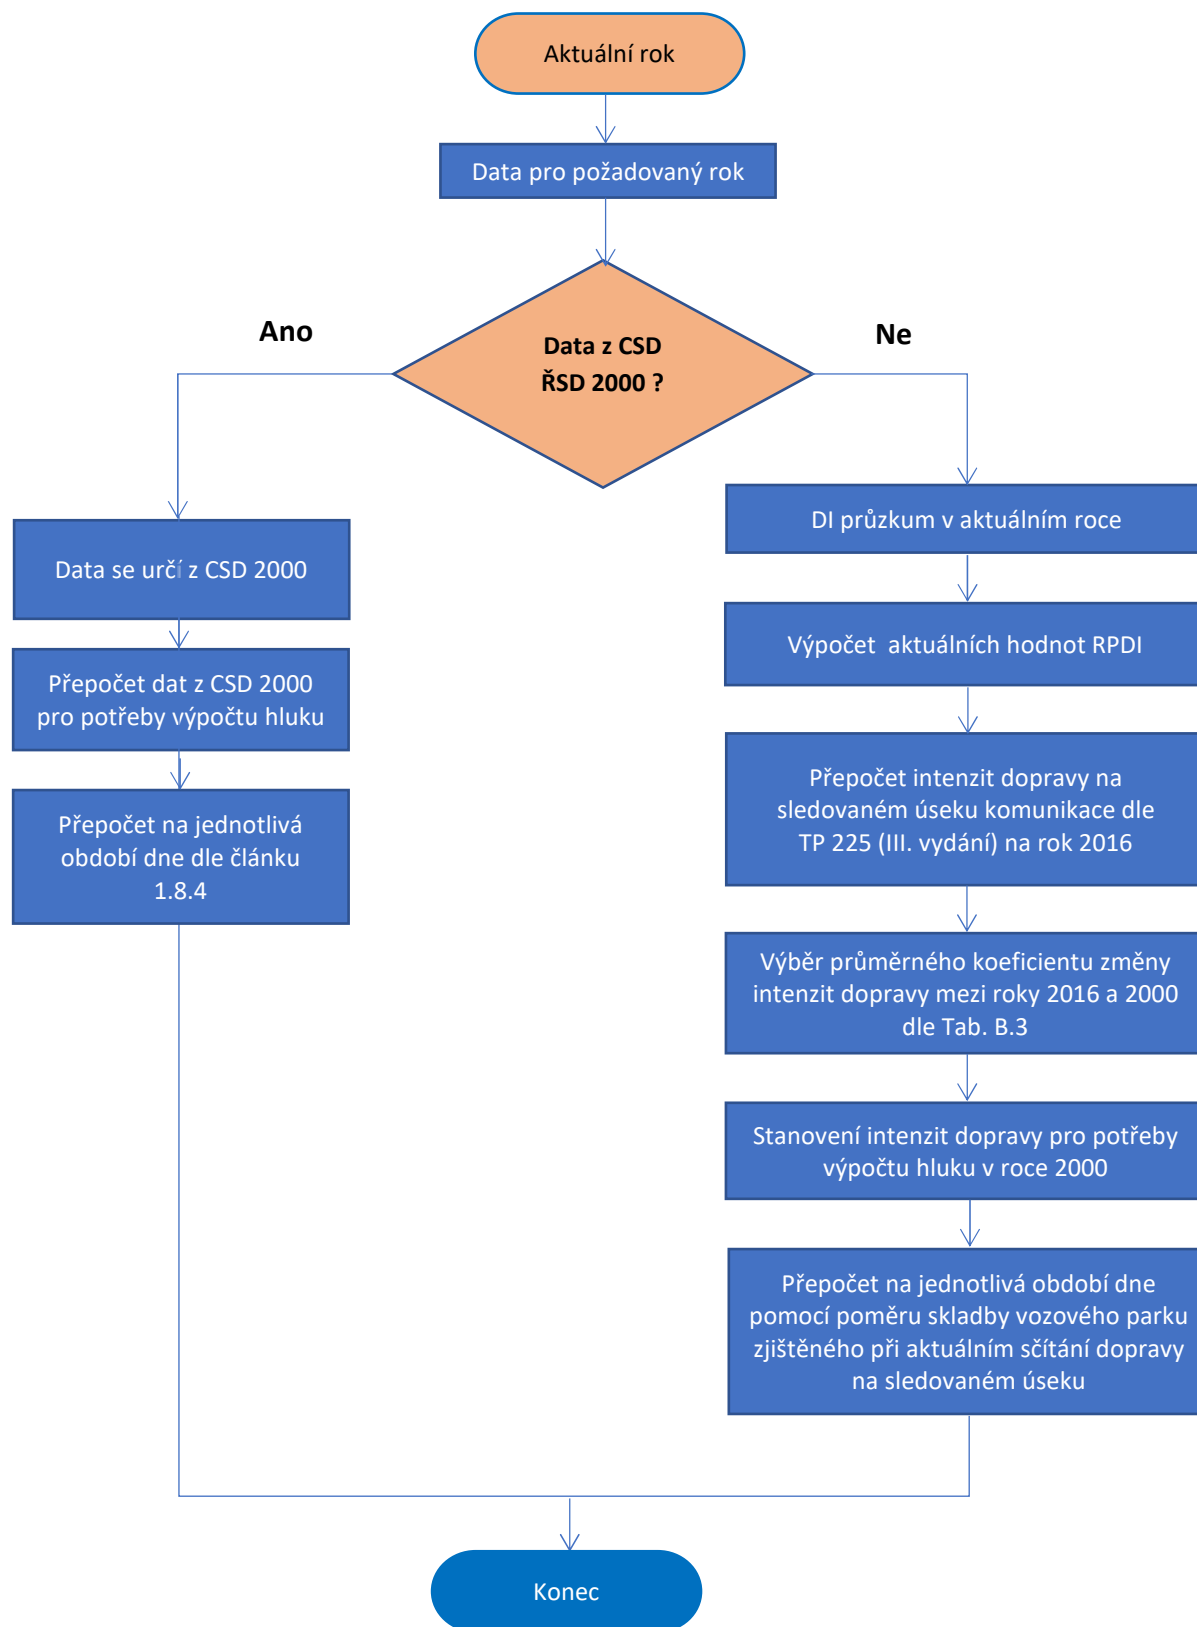 Aktuální rok
Data pro požadovaný rok
Ano
Ne
Data z CSD
ŘSD 2000 ?
Data se určí z CSD 2000
Přepočet dat z CSD 2000
pro potřeby výpočtu hluku
Přepočet na jednotlivá
období dne dle článku
1.8.4
DI průzkum v aktuálním roce
Výpočet aktuálních hodnot RPDI
Přepočet intenzit dopravy na
sledovaném úseku komunikace dle
TP 225 (III. vydání) na rok 2016
Výběr průměrného koeficientu změny
intenzit dopravy mezi roky 2016 a 2000
dle Tab. B.3
Stanovení intenzit dopravy pro potřeby
výpočtu hluku v roce 2000
Přepočet na jednotlivá období dne
pomocí poměru skladby vozového parku
zjištěného při aktuálním sčítání dopravy
na sledovaném úseku
Konec